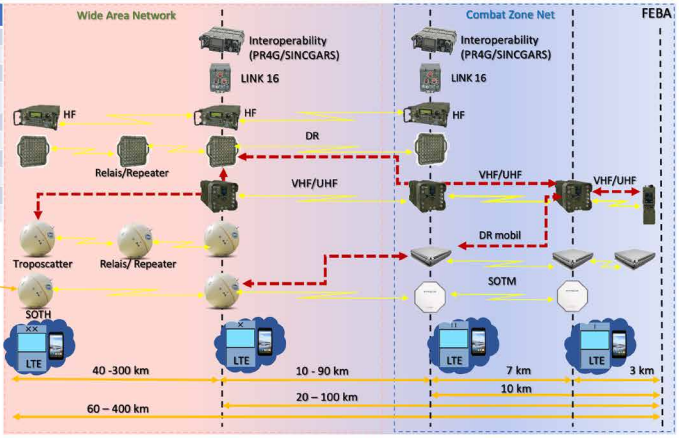 Wide Area Network
Combat Zone Net
FEBA
Interoperability
(PR4G/SINCGARS)
Interoperability
(PR4G/SINCGARS)
LINK 16
LINK 16
HF
HF
HF
DR
Relais/Repeater
VHF/UHF
VHF/UHF
VHF/UHF
DR mobil
Troposcatter
Relais/ Repeater
SOTM
SOTH
XX
X
II
I
LTE
LTE
LTE
LTE
40 -300 km
10 - 90 km
7 km
3 km
10 km
20 – 100 km
60 – 400 km